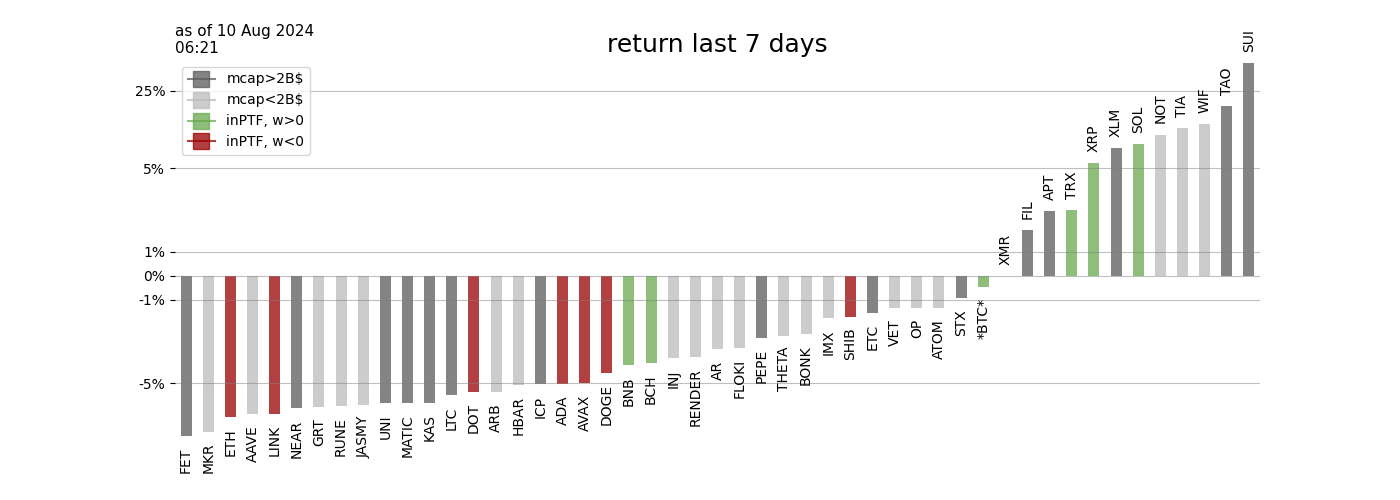 as of 10 Aug 2024
06:21
return last 7 days
mcap>2B$
mcap<2B$
inPTF, w>0
inPTF, w<0
25%
5%
1%
0%
-1%
-5%
FET
MKR
ETH
AAVE
LINK
NEAR
GRT
RUNE
JASMY
UNI
MATIC
KAS
LTC
DOT
ARB
HBAR
ICP
ADA
AVAX
DOGE
BNB
BCH
INJ
RENDER
AR
FLOKI
PEPE
THETA
BONK
IMX
SHIB
ETC
VET
OP
ATOM
STX
*BTC*
XMR
FIL
APT
TRX
XRP
XLM
SOL
NOT
TIA
WIF
TAO
SUI